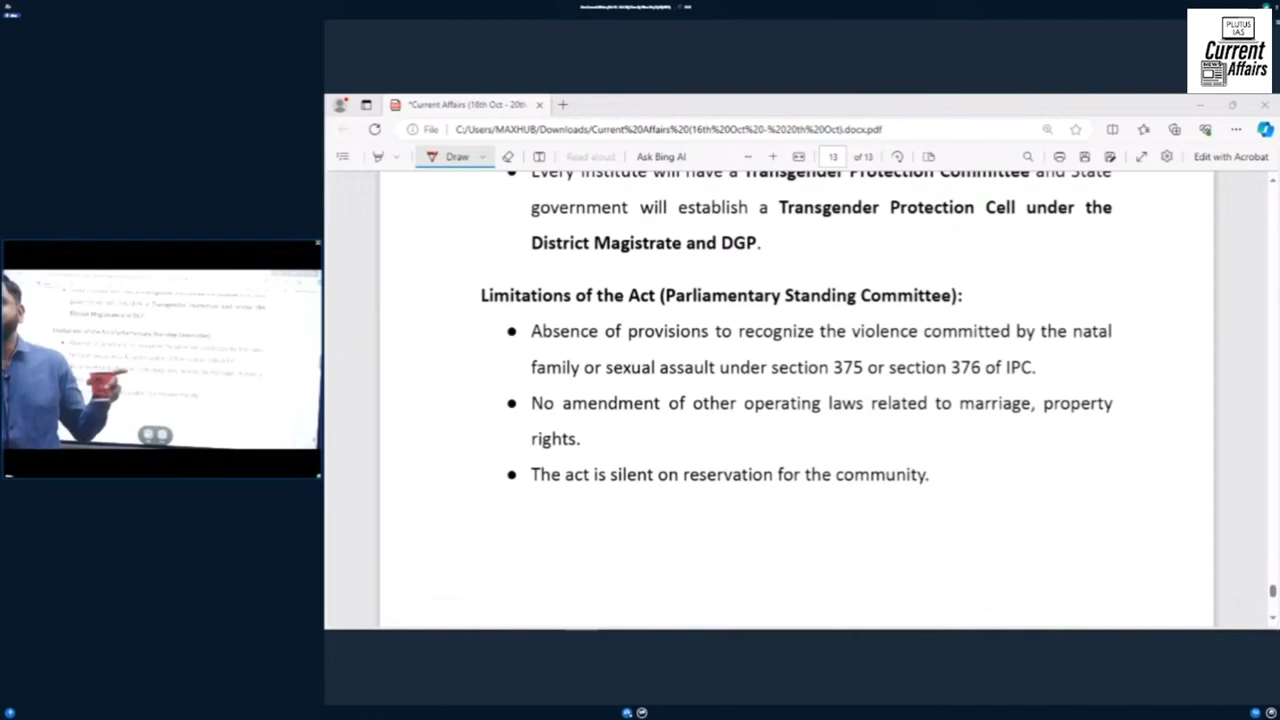 PLUTUS
IAS
Current
NEWS
Affairs
*Current Affairs (16th Oct - 20th
File
C:/Users/MAXHUB/Downloads/Current%20Affairs%20(16th%20Oct%20-%2020th%20Oct).docx.pdf
Draw
Read aloud
Ask Bing AI
13
of 13
Edit with Acrobat
Every institute will have a Transgender Protection Committee and State
government will establish a Transgender Protection Cell under the
District Magistrate and DGP.
Limitations of the Act (Parliamentary Standing Committee):
● Absence of provisions to recognize the violence committed by the natal
family or sexual assault under section 375 or section 376 of IPC.
● No amendment of other operating laws related to marriage, property
rights.
● The act is silent on reservation for the community.